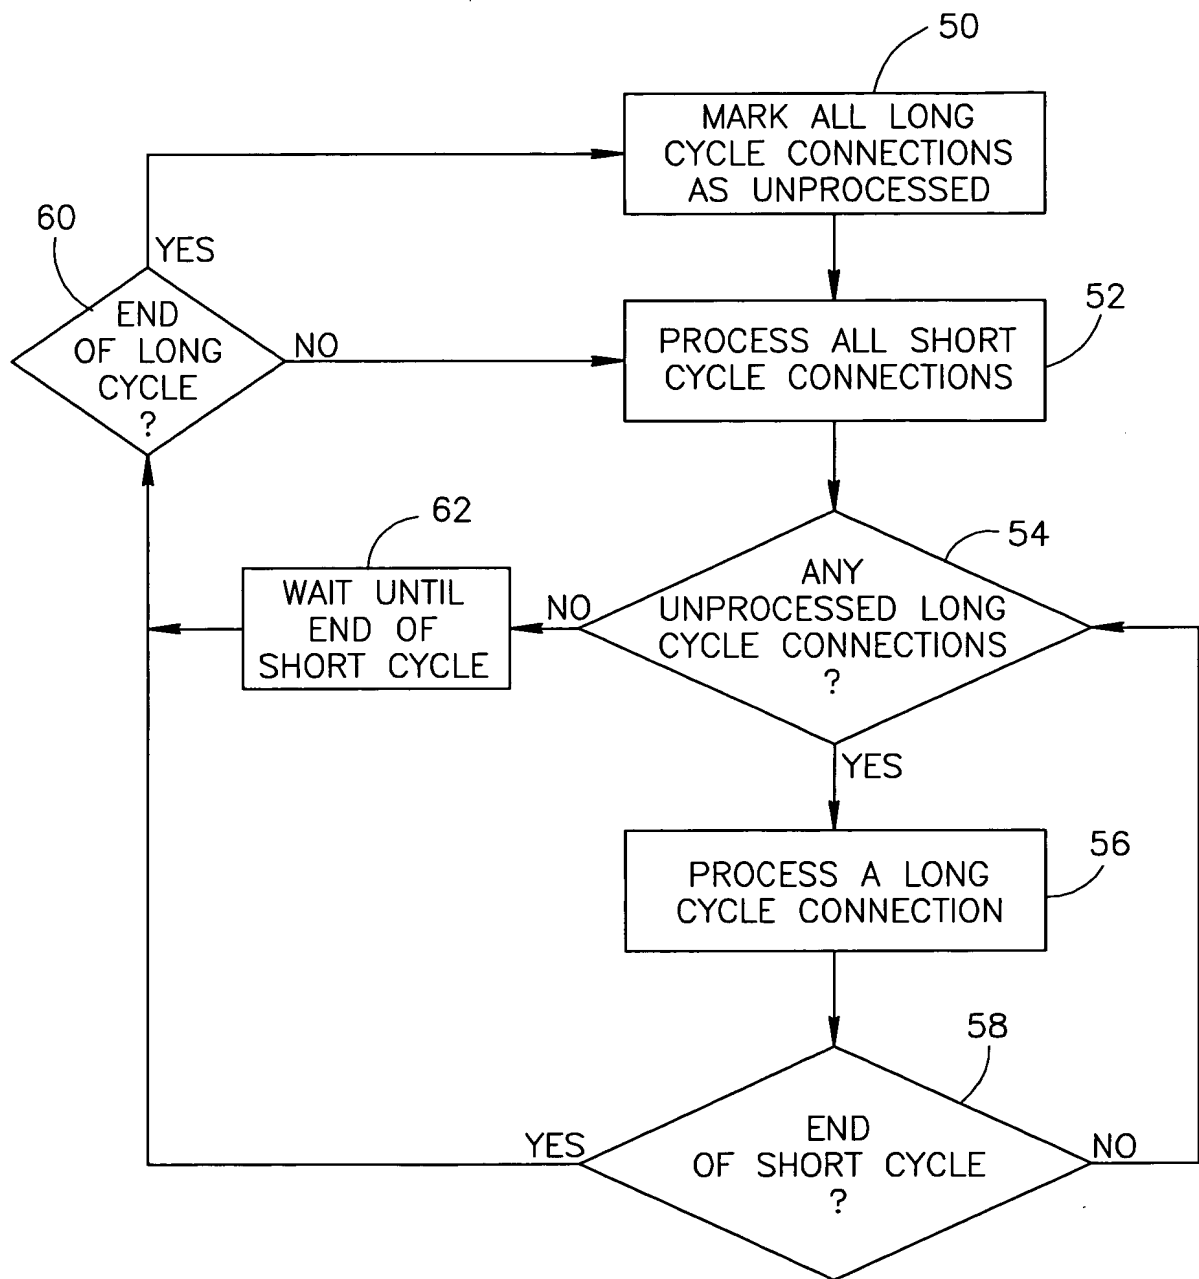 50
MARK ALL LONG
CYCLE CONNECTIONS
AS UNPROCESSED
60
YES
END
OF LONG
CYCLE
?
NO
52
PROCESS ALL SHORT
CYCLE CONNECTIONS
62
WAIT UNTIL
END OF
SHORT CYCLE
NO
54
ANY
UNPROCESSED LONG
CYCLE CONNECTIONS
?
YES
56
PROCESS A LONG
CYCLE CONNECTION
58
YES
END
OF SHORT CYCLE
?
NO